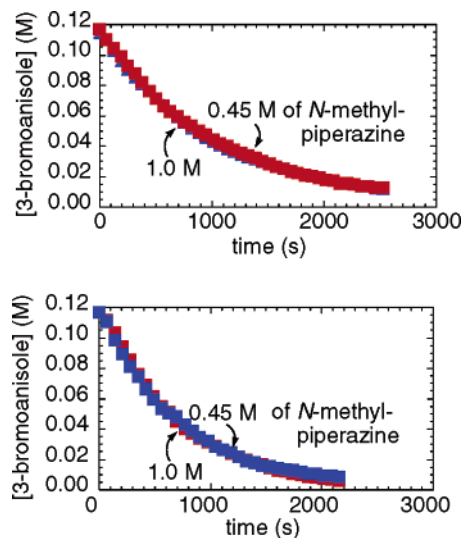 [3-bromoanisole] (M)
0.12
0.10
0.08
0.06
0.04
0.02
0.00
0.45 M of N-methyl-
piperazine
1.0 M
0 1000 2000 3000
time (s)
[3-bromoanisole] (M)
0.12
0.10
0.08
0.06
0.04
0.02
0.00
0.45 M of N-methyl-
piperazine
1.0 M
0 1000 2000 3000
time (s)